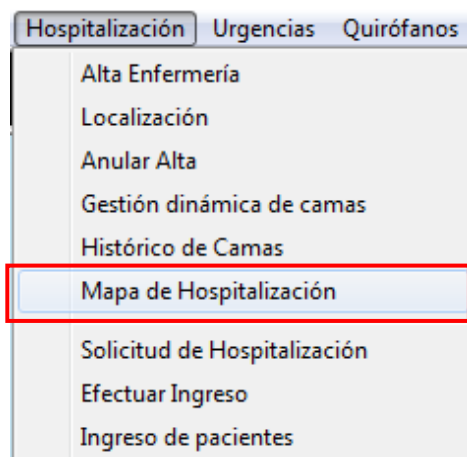 Hospitalización Urgencias Quirófanos
Alta Enfermería
Localización
Anular Alta
Gestión dinámica de camas
Histórico de Camas
Mapa de Hospitalización
Solicitud de Hospitalización
Efectuar Ingreso
Ingreso de pacientes